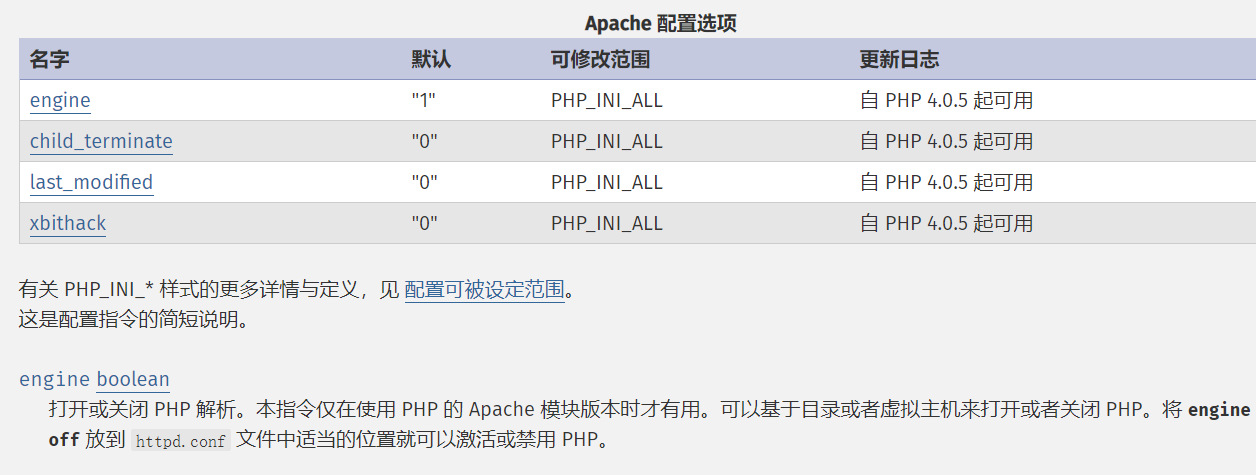 Apache 配置选项
名字 默认 可修改范围 更新日志
engine "1" PHP_INI_ALL 自 PHP 4.0.5 起可用
child_terminate "0" PHP_INI_ALL 自 PHP 4.0.5 起可用
last_modified "0" PHP_INI_ALL 自 PHP 4.0.5 起可用
xbithack "0" PHP_INI_ALL 自 PHP 4.0.5 起可用
有关 PHP_INI_* 样式的更多详情与定义，见 配置可被设定范围。
这是配置指令的简短说明。
engine boolean
打开或关闭 PHP 解析。本指令仅在使用 PHP 的 Apache 模块版本时才有用。可以基于目录或者虚拟主机来打开或者关闭 PHP。将 engine
off 放到 httpd.conf 文件中适当的位置就可以激活或禁用 PHP。